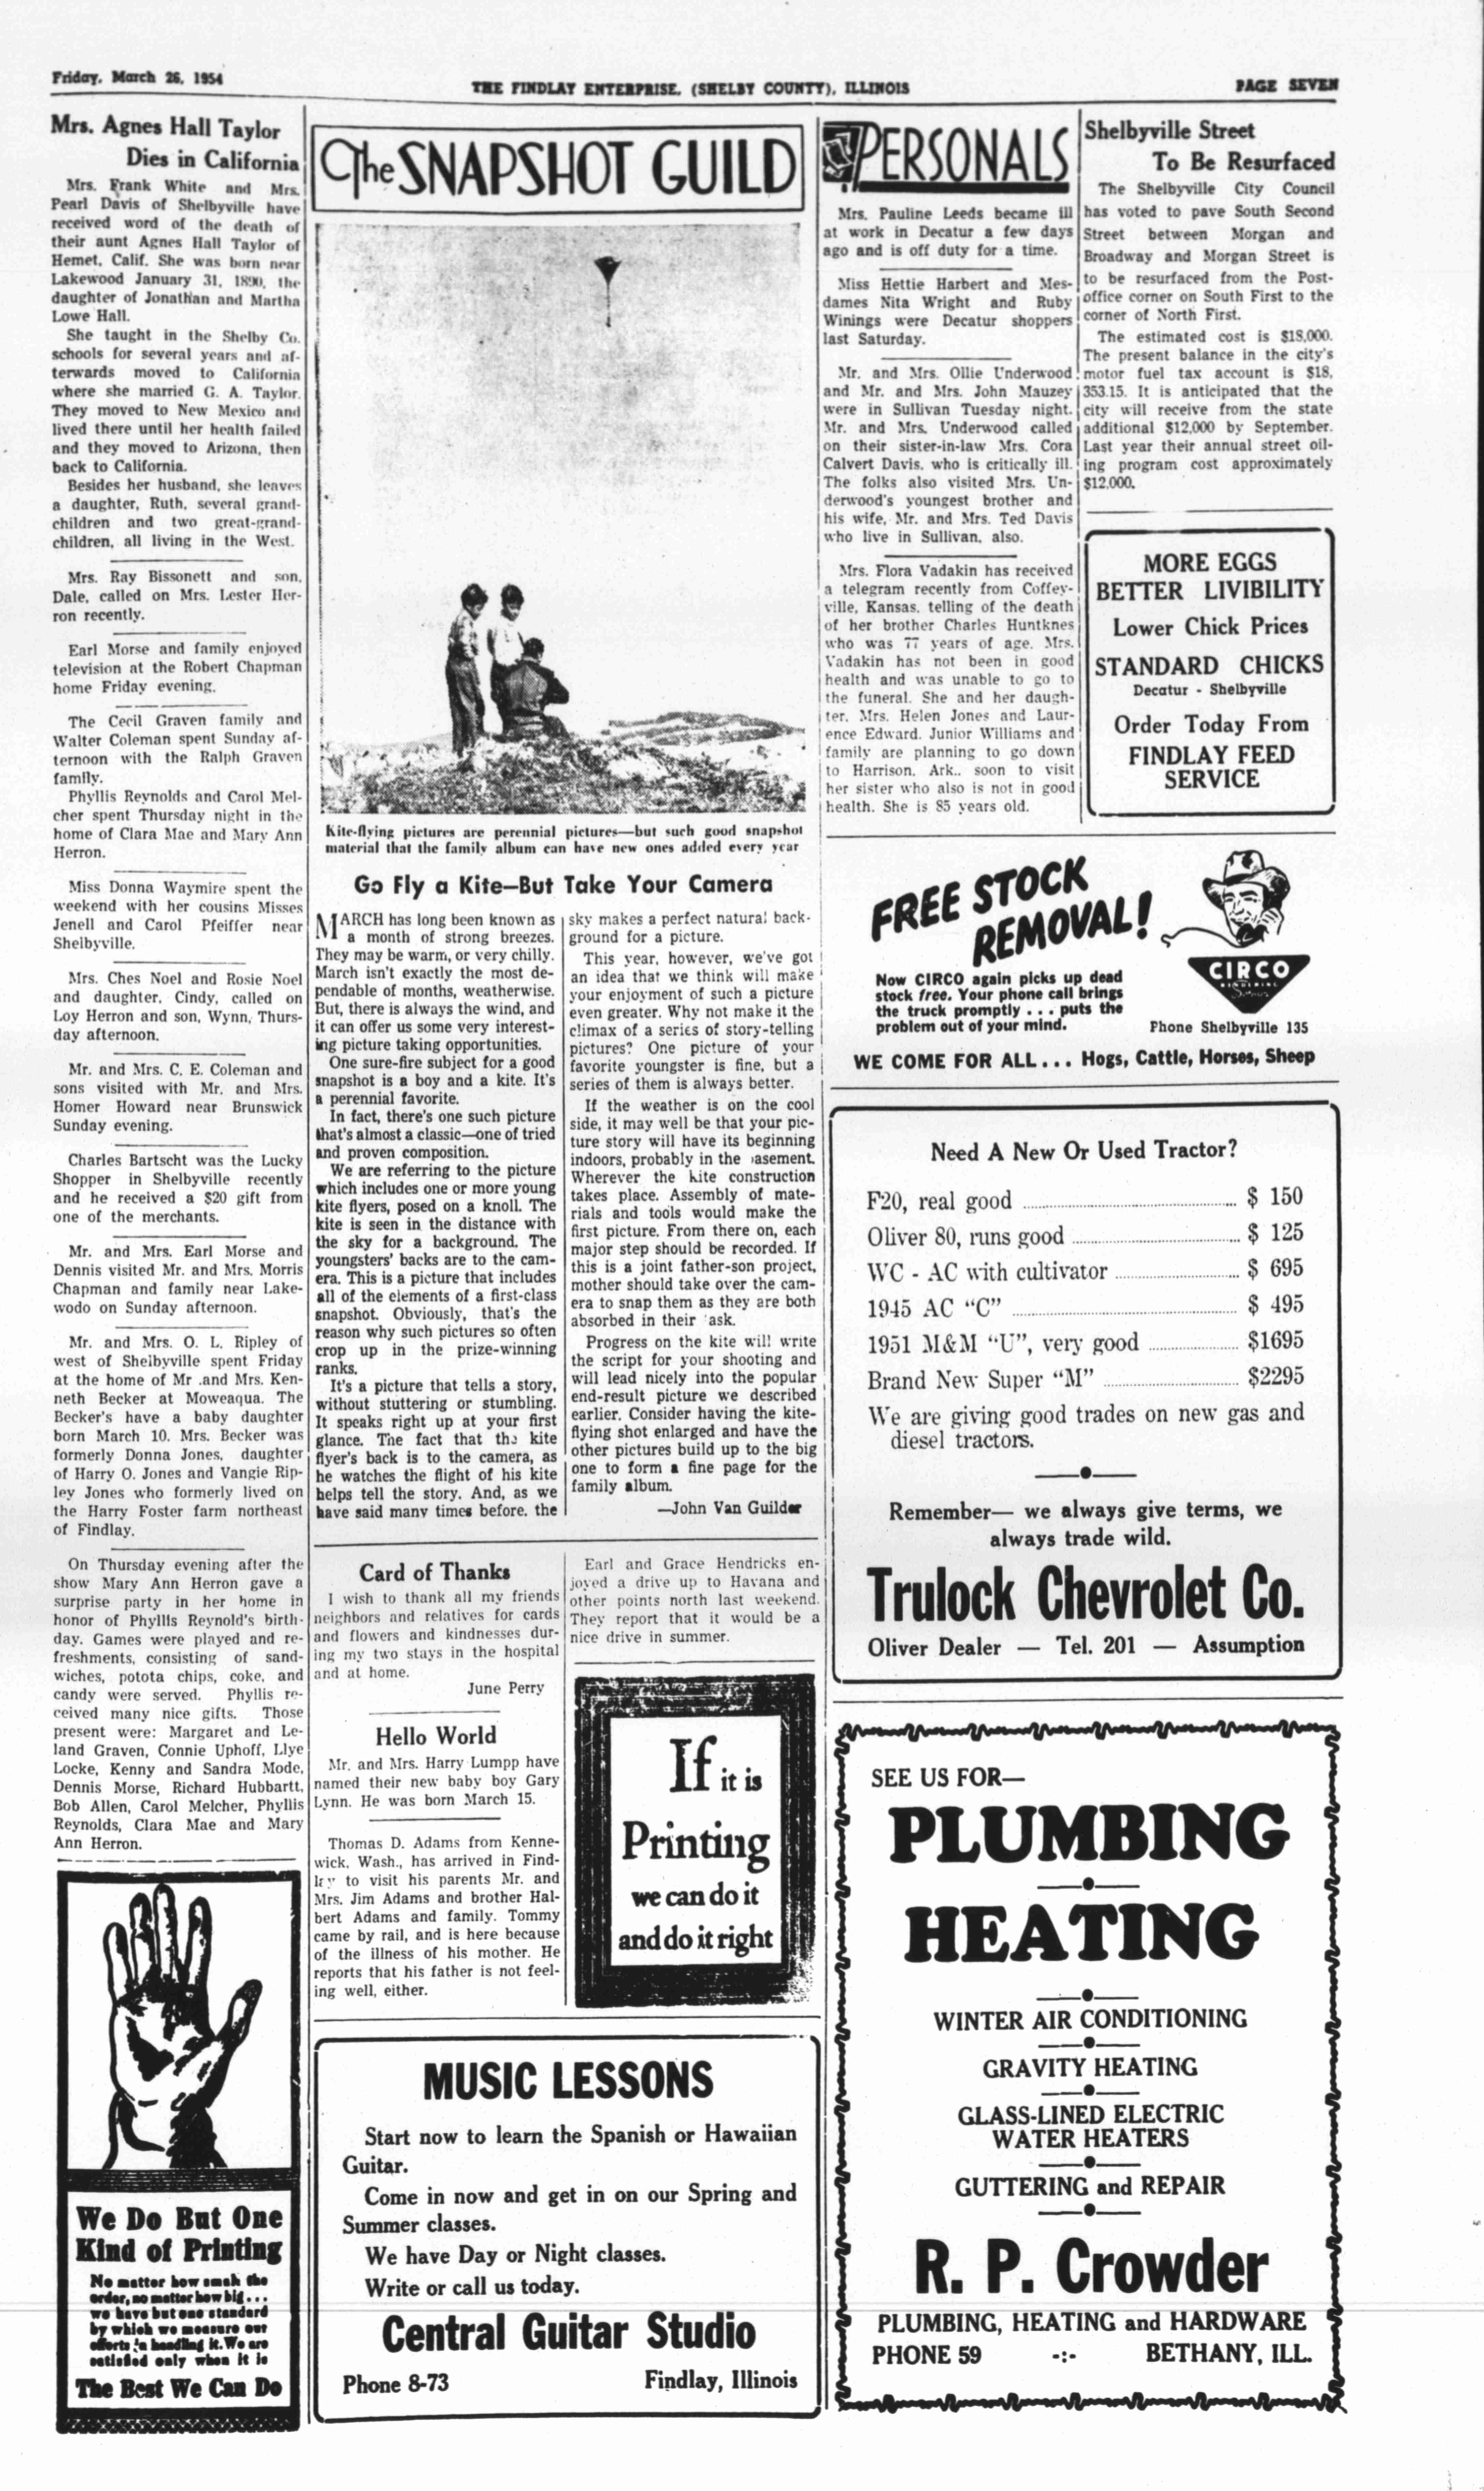 Friday, March 26, 1954
THE FINDLAY ENTERPRISE, (SHELBY COUNTY), ILLINOIS
PAGE SEVEN
Mrs. Agnes Hall Taylor
Dies in California
Mrs. Frank White and Mrs.
Pearl Davis of Shelbyville have
received word of the death of
their aunt Agnes Hall Taylor of
Hemet, Calif. She was born near
Lakewood January 31, 1890, the
daughter of Jonathan and Martha
Lowe Hall.
She taught in the Shelby Co.
schools for several years and af-
terwards moved to California
where she married G. A. Taylor.
They moved to New Mexico and
lived there until her health failed
and they moved to Arizona, then
back to California.
Besides her husband, she leaves
a daughter, Ruth, several grand-
children and two great-grand-
children, all living in the West.
Mrs. Ray Bissonett and son,
Dale, called on Mrs. Lester Her-
ron recently.
Earl Morse and family enjoyed
television at the Robert Chapman
home Friday evening.
The Cecil Graven family and
Walter Coleman spent Sunday af-
ternoon with the Ralph Graven
family.
Phyllis Reynolds and Carol Mel-
cher spent Thursday night in the
home of Clara Mae and Mary Ann
Herron.
Miss Donna Waymire spent the
weekend with her cousins Misses
Jenell and Carol Pfeiffer near
Shelbyville.
Mrs. Ches Noel and Rosie Noel
and daughter, Cindy, called on
Loy Herron and son, Wynn, Thurs-
day afternoon.
Mr. and Mrs. C. E. Coleman and
sons visited with Mr. and Mrs.
Homer Howard near Brunswick
Sunday evening.
Charles Bartscht was the Lucky
Shopper in Shelbyville recently
and he received a $20 gift from
one of the merchants.
Mr. and Mrs. Earl Morse and
Dennis visited Mr. and Mrs. Morris
Chapman and family near Lake-
wodo on Sunday afternoon.
Mr. and Mrs. O. L. Ripley of
west of Shelbyville spent Friday
at the home of Mr .and Mrs. Ken-
neth Becker at Moweaqua. The
Becker's have a baby daughter
born March 10. Mrs. Becker was
formerly Donna Jones, daughter
of Harry O. Jones and Vangie Rip-
ley Jones who formerly lived on
the Harry Foster farm northeast
of Findlay.
On Thursday evening after the
show Mary Ann Herron gave a
surprise party in her home in
honor of Phyllis Reynold's birth-
day. Games were played and re-
freshments, consisting of sand-
wiches, potota chips, coke, and
candy were served. Phyllis re-
ceived many nice gifts. Those
present were: Margaret and Le-
land Graven, Connie Uphoff, Llye
Locke, Kenny and Sandra Mode,
Dennis Morse, Richard Hubbartt,
Bob Allen, Carol Melcher, Phyllis
Reynolds, Clara Mae and Mary
Ann Herron.
We Do But One
Kind of Printing
No matter how small the
order, no matter how big...
we have but one standard
by which we measure our
efforts in handling it. We are
satisfied only when it is
The Best We Can Do
The SNAPSHOT GUILD
Kite-flying pictures are perennial pictures—but such good snapshot
material that the family album can have new ones added every year
Go Fly a Kite—But Take Your Camera
MARCH has long been known as
a month of strong breezes.
They may be warm, or very chilly.
March isn't exactly the most de-
pendable of months, weatherwise.
But, there is always the wind, and
it can offer us some very interest-
ing picture taking opportunities.
One sure-fire subject for a good
snapshot is a boy and a kite. It's
a perennial favorite.
In fact, there's one such picture
that's almost a classic—one of tried
and proven composition.
We are referring to the picture
which includes one or more young
kite flyers, posed on a knoll. The
kite is seen in the distance with
the sky for a background. The
youngsters' backs are to the cam-
era. This is a picture that includes
all of the elements of a first-class
snapshot. Obviously, that's the
reason why such pictures so often
crop up in the prize-winning
ranks.
It's a picture that tells a story,
without stuttering or stumbling.
It speaks right up at your first
glance. The fact that the kite
flyer's back is to the camera, as
he watches the flight of his kite
helps tell the story. And, as we
have said many times before, the
sky makes a perfect natural back-
ground for a picture.
This year, however, we've got
an idea that we think will make
your enjoyment of such a picture
even greater. Why not make it the
climax of a series of story-telling
pictures? One picture of your
favorite youngster is fine, but a
series of them is always better.
If the weather is on the cool
side, it may well be that your pic-
ture story will have its beginning
indoors, probably in the asement.
Wherever the kite construction
takes place. Assembly of mate-
rials and tools would make the
first picture. From there on, each
major step should be recorded. If
this is a joint father-son project,
mother should take over the cam-
era to snap them as they are both
absorbed in their ask.
Progress on the kite will write
the script for your shooting and
will lead nicely into the popular
end-result picture we described
earlier. Consider having the kite-
flying shot enlarged and have the
other pictures build up to the big
one to form a fine page for the
family album.
—John Van Guilder
Card of Thanks
I wish to thank all my friends
neighbors and relatives for cards
and flowers and kindnesses dur-
ing my two stays in the hospital
and at home.
June Perry
Hello World
Mr. and Mrs. Harry Lumpp have
named their new baby boy Gary
Lynn. He was born March 15.
Thomas D. Adams from Kenne-
wick, Wash., has arrived in Find-
lay to visit his parents Mr. and
Mrs. Jim Adams and brother Hal-
bert Adams and family. Tommy
came by rail, and is here because
of the illness of his mother. He
reports that his father is not feel-
ing well, either.
Earl and Grace Hendricks en-
joyed a drive up to Havana and
other points north last weekend.
They report that it would be a
nice drive in summer.
If it is
Printing
we can do it
and do it right
MUSIC LESSONS
Start now to learn the Spanish or Hawaiian
Guitar.
Come in now and get in on our Spring and
Summer classes.
We have Day or Night classes.
Write or call us today.
Central Guitar Studio
Phone 8-73 Findlay, Illinois
PERSONALS
Mrs. Pauline Leeds became ill
at work in Decatur a few days
ago and is off duty for a time.
Miss Hettie Harbert and Mes-
dames Nita Wright and Ruby
Winings were Decatur shoppers
last Saturday.
Mr. and Mrs. Ollie Underwood
and Mr. and Mrs. John Mauzey
were in Sullivan Tuesday night.
Mr. and Mrs. Underwood called
on their sister-in-law Mrs. Cora
Calvert Davis, who is critically ill.
The folks also visited Mrs. Un-
derwood's youngest brother and
his wife, Mr. and Mrs. Ted Davis
who live in Sullivan, also.
Mrs. Flora Vadakin has received
a telegram recently from Coffey-
ville, Kansas, telling of the death
of her brother Charles Huntknes
who was 77 years of age. Mrs.
Vadakin has not been in good
health and was unable to go to
the funeral. She and her daugh-
ter, Mrs. Helen Jones and Laur-
ence Edward, Junior Williams and
family are planning to go down
to Harrison, Ark., soon to visit
her sister who also is not in good
health. She is 85 years old.
Shelbyville Street
To Be Resurfaced
The Shelbyville City Council
has voted to pave South Second
Street between Morgan and
Broadway and Morgan Street is
to be resurfaced from the Post-
office corner on South First to the
corner of North First.
The estimated cost is $18,000.
The present balance in the city's
motor fuel tax account is $18,
353.15. It is anticipated that the
city will receive from the state
additional $12,000 by September.
Last year their annual street oil-
ing program cost approximately
$12,000.
MORE EGGS
BETTER LIVIBILITY
Lower Chick Prices
STANDARD CHICKS
Decatur - Shelbyville
Order Today From
FINDLAY FEED
SERVICE
FREE STOCK
REMOVAL!
Now CIRCO again picks up dead
stock free. Your phone call brings
the truck promptly . . . puts the
problem out of your mind.
CIRCO
Phone Shelbyville 135
WE COME FOR ALL . . . Hogs, Cattle, Horses, Sheep
Need A New Or Used Tractor?
F20, real good $ 150
Oliver 80, runs good $ 125
WC - AC with cultivator $ 695
1945 AC "C" $ 495
1951 M&M "U", very good $1695
Brand New Super "M" $2295
We are giving good trades on new gas and
diesel tractors.
Remember— we always give terms, we
always trade wild.
Trulock Chevrolet Co.
Oliver Dealer — Tel. 201 — Assumption
SEE US FOR—
PLUMBING
HEATING
WINTER AIR CONDITIONING
GRAVITY HEATING
GLASS-LINED ELECTRIC
WATER HEATERS
GUTTERING and REPAIR
R. P. Crowder
PLUMBING, HEATING and HARDWARE
PHONE 59 -:- BETHANY, ILL.